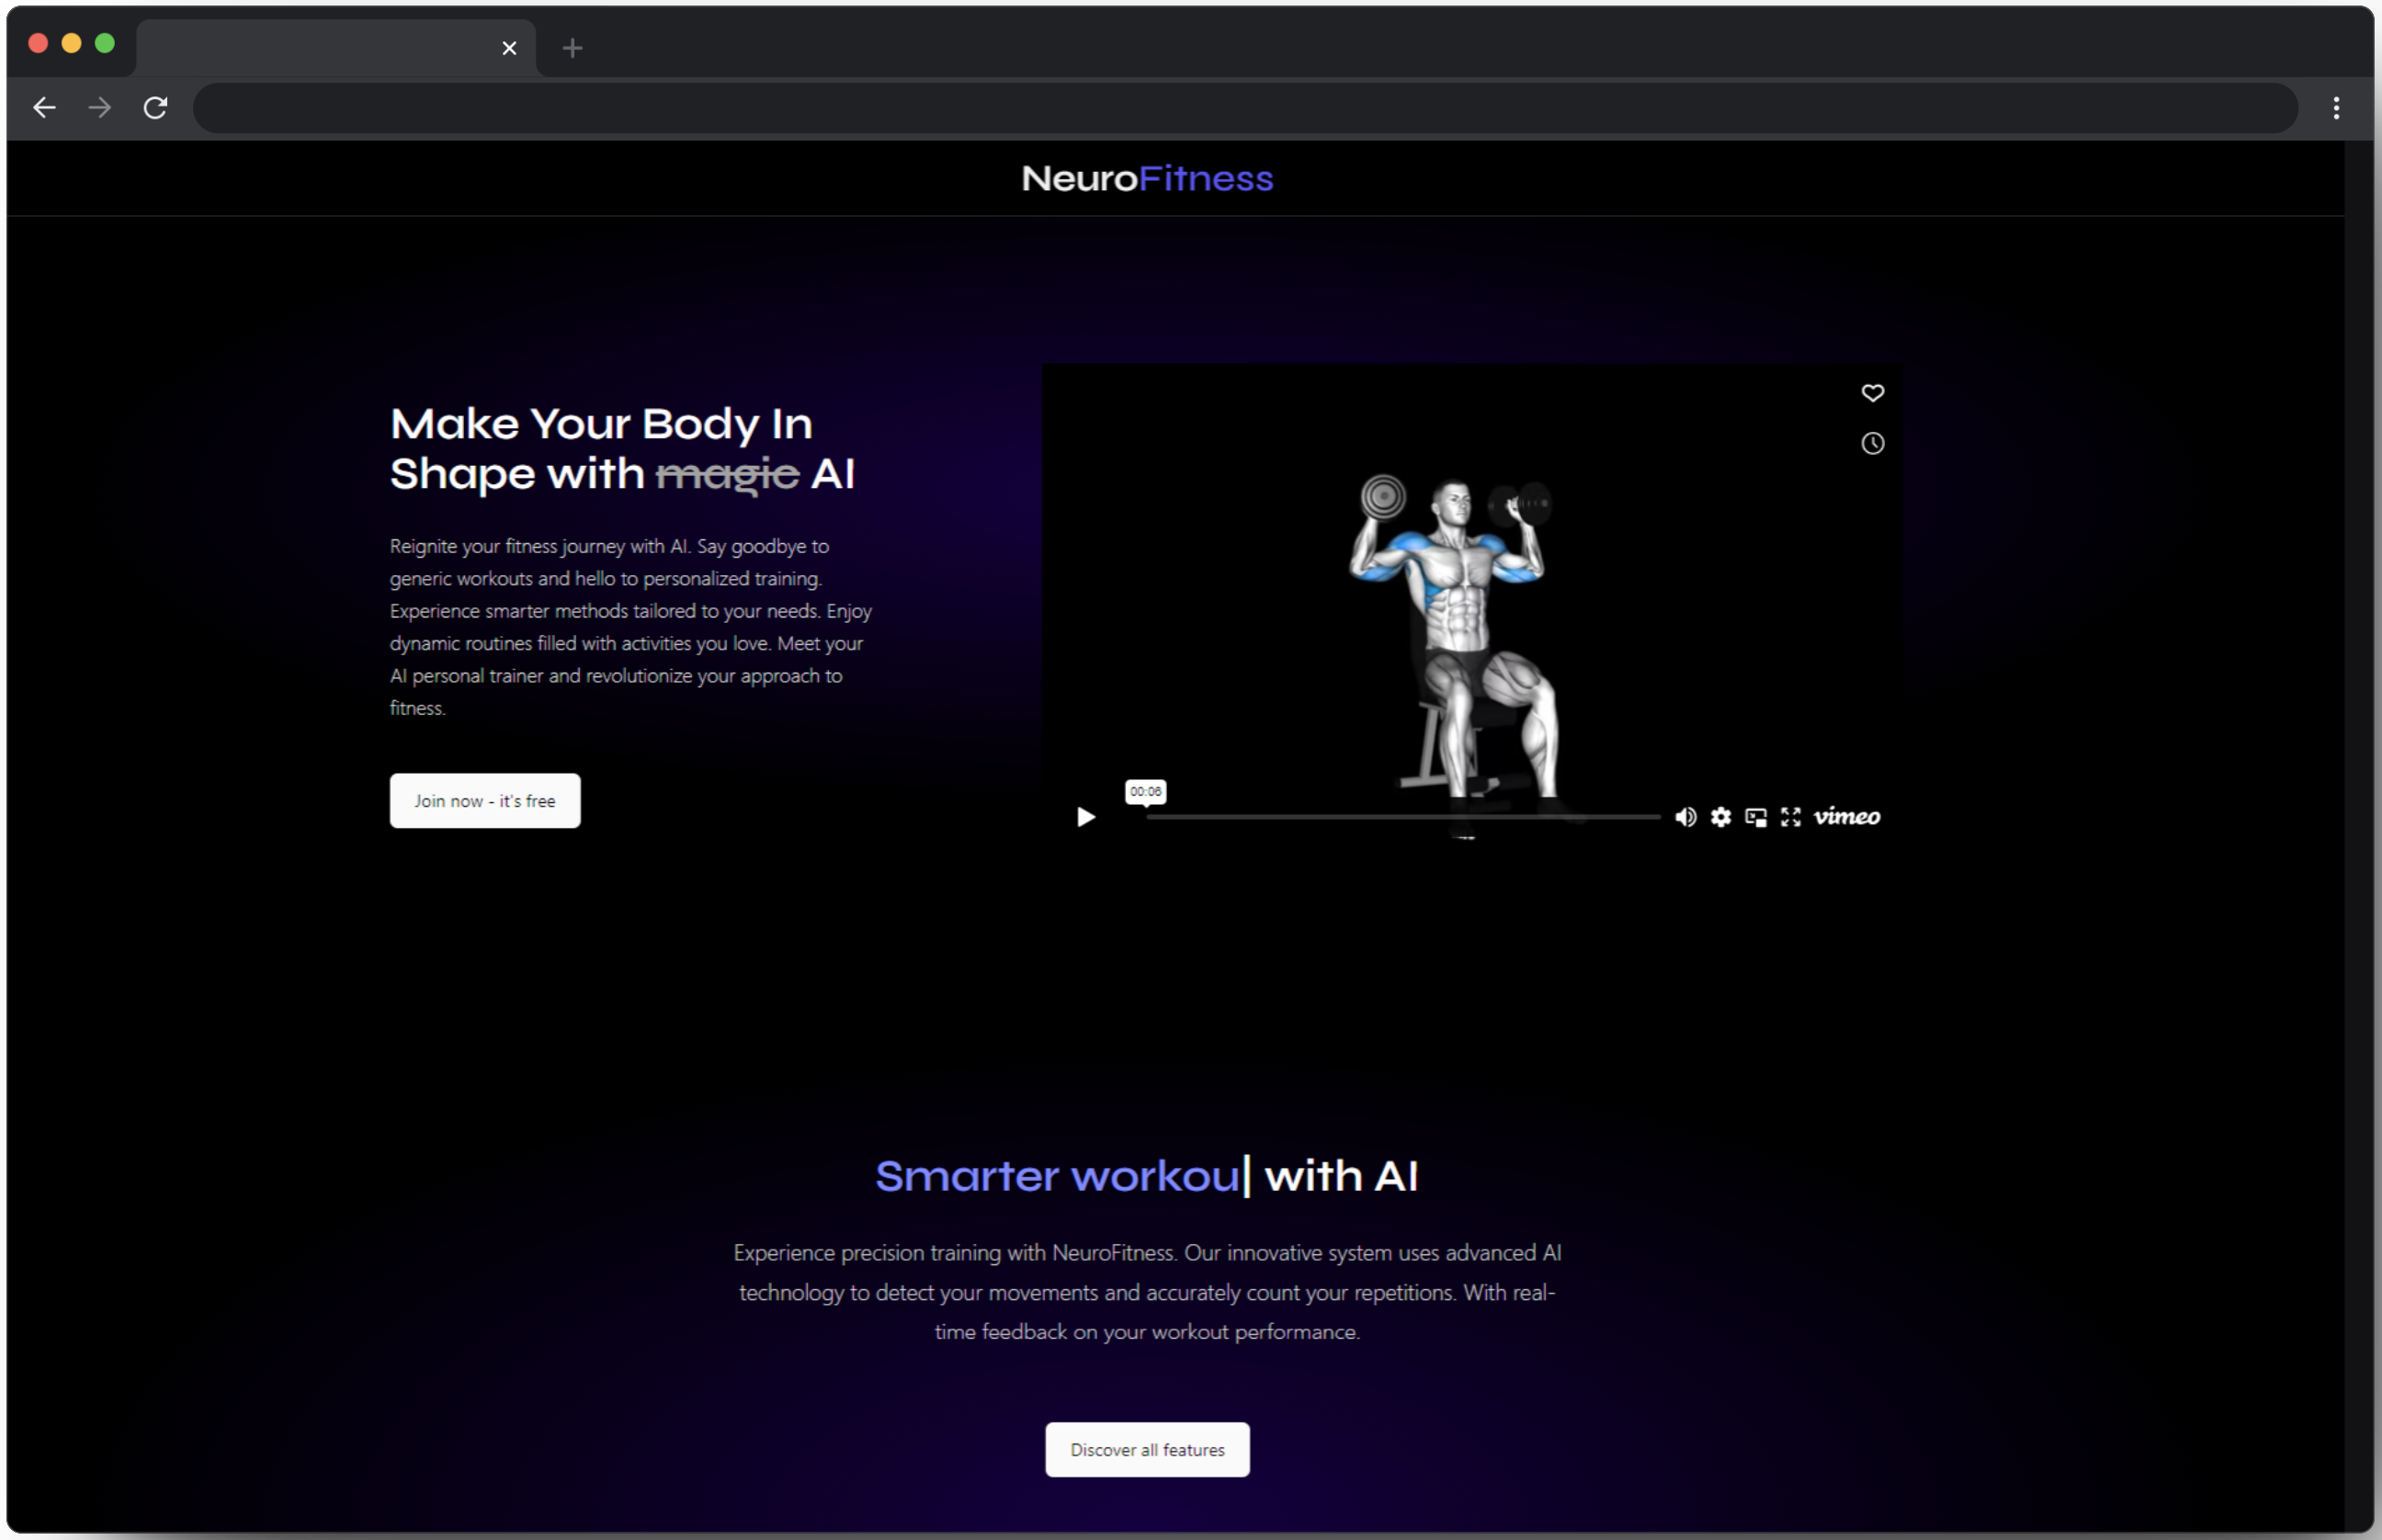 NeuroFitness
Make Your Body In
Shape with magic AI
Reignite your fitness journey with AI. Say goodbye to
generic workouts and hello to personalized training.
Experience smarter methods tailored to your needs. Enjoy
dynamic routines filled with activities you love. Meet your
AI personal trainer and revolutionize your approach to
fitness.
Join now - it's free
00:06
vimeo
Smarter workou| with AI
Experience precision training with NeuroFitness. Our innovative system uses advanced AI
technology to detect your movements and accurately count your repetitions. With real-
time feedback on your workout performance.
Discover all features